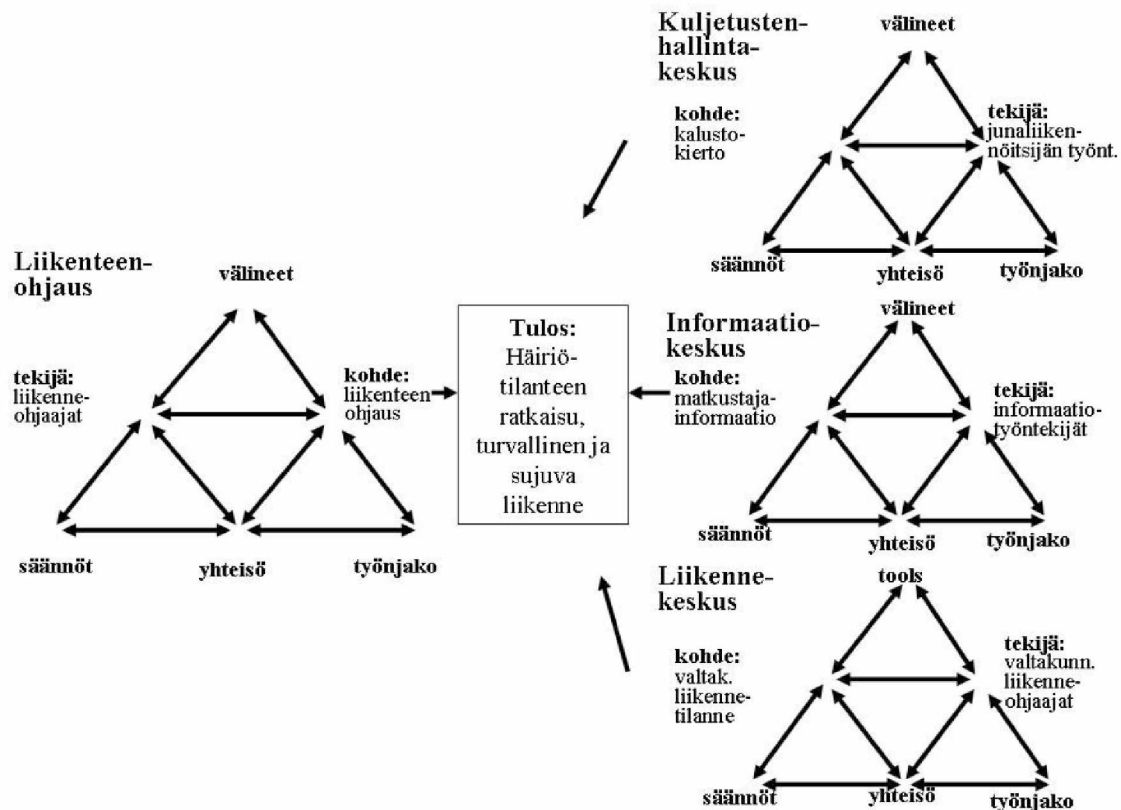 Liikenteen-
ohjaus
välineet
tekijä:
liikenne-
ohjaajat
kohde:
liikenteen
ohjaus
säännöt
yhteisö
työnjako
Tulos:
Häiriö-
tilanteen
ratkaisu,
turvallinen ja
sujuva
liikenne
Kuljetusten-
hallinta-
keskus
välineet
kohde:
kalusto-
kierto
tekijä:
junaliiken-
nöitsijän työnt.
säännöt
yhteisö
työnjako
Informaatio-
keskus
välineet
kohde:
matkustaja-
informaatio
tekijä:
informaatio-
työntekijät
säännöt
yhteisö
työnjako
Liikenne-
keskus
tools
kohde:
valtak.
liikenne-
tilanne
tekijä:
valtakunn.
liikenne-
ohjaajat
säännöt
yhteisö
työnjako